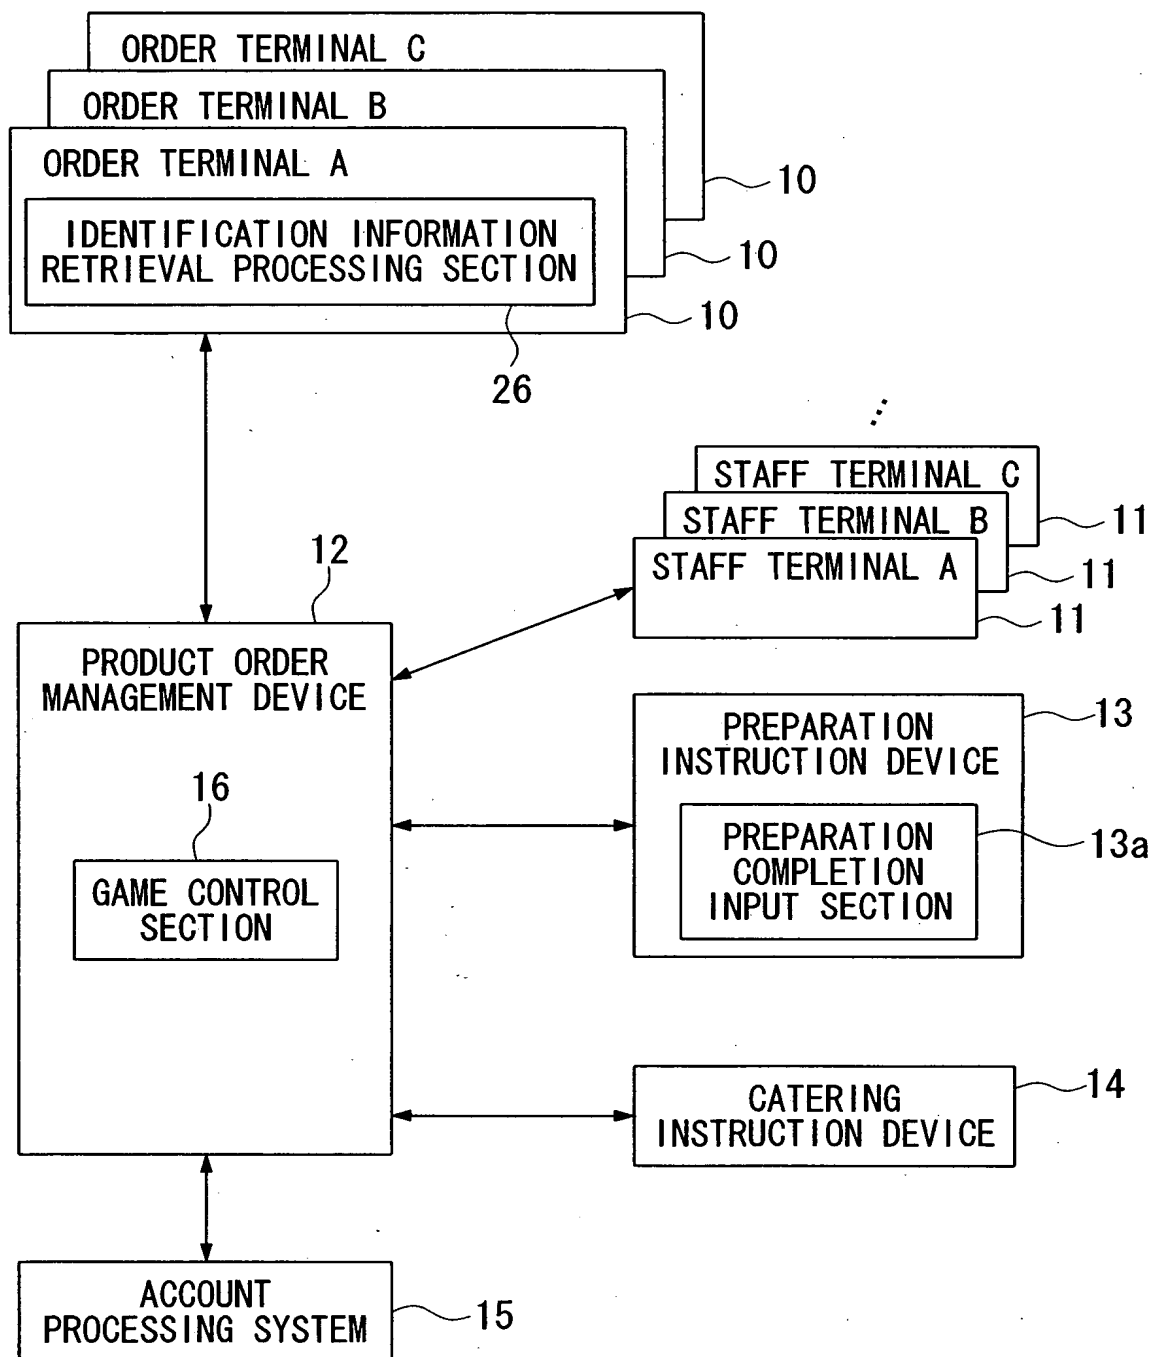 ORDER TERMINAL C
ORDER TERMINAL B
ORDER TERMINAL A
IDENTIFICATION INFORMATION
RETRIEVAL PROCESSING SECTION
10
10
10
26
STAFF TERMINAL C
STAFF TERMINAL B
STAFF TERMINAL A
11
11
11
12
PRODUCT ORDER
MANAGEMENT DEVICE
16
GAME CONTROL
SECTION
PREPARATION
INSTRUCTION DEVICE
13
PREPARATION
COMPLETION
INPUT SECTION
13a
CATERING
INSTRUCTION DEVICE
14
ACCOUNT
PROCESSING SYSTEM
15